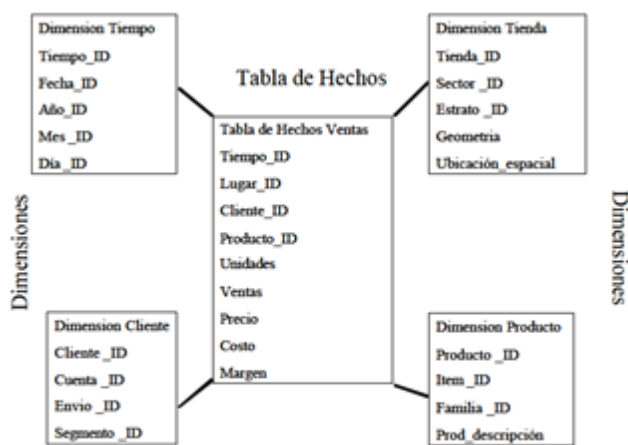 Dimension Tiempo
Tiempo_ID
Fecha_ID
Año_ID
Mes _ID
Día _ID
Tabla de Hechos
Dimension Tienda
Tienda_ID
Sector _ID
Estrato _ID
Geometria
Ubicación_espacial
Tabla de Hechos Ventas
Tiempo_ID
Lugar_ID
Cliente_ID
Producto_ID
Unidades
Ventas
Precio
Costo
Margen
Dimensiones
Dimensiones
Dimension Cliente
Cliente _ID
Cuenta _ID
Envio _ID
Segmento _ID
Dimension Producto
Producto _ID
Item _ID
Familia _ID
Prod_descripción